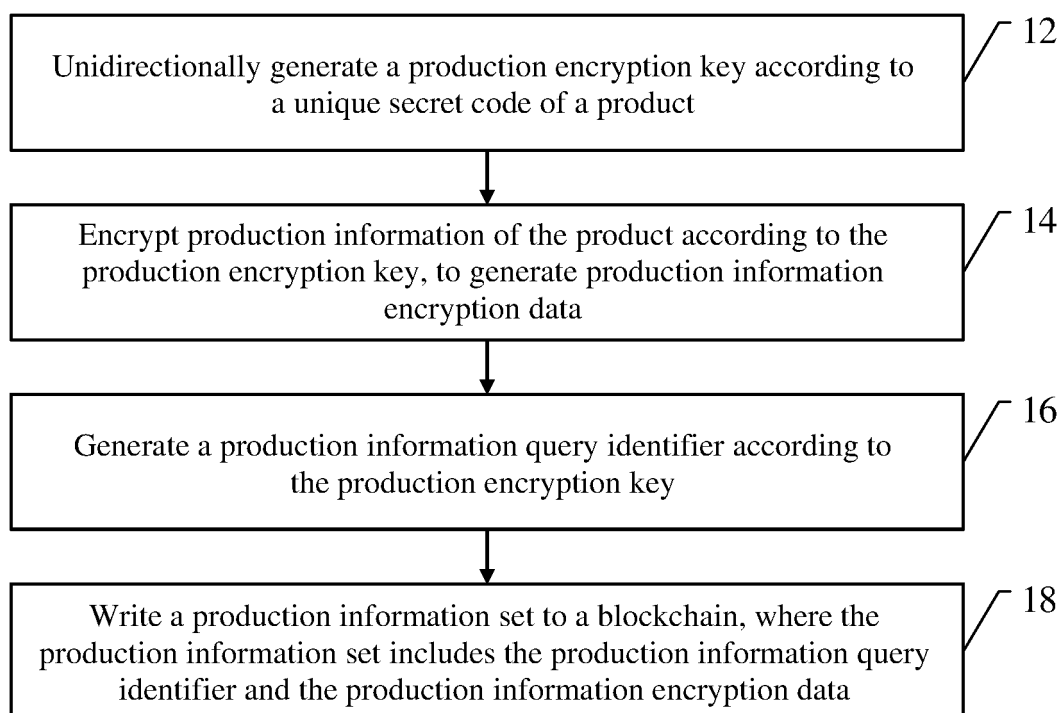 Unidirectionally generate a production encryption key according to
a unique secret code of a product
12
Encrypt production information of the product according to the
production encryption key, to generate production information
encryption data
14
Generate a production information query identifier according to
the production encryption key
16
Write a production information set to a blockchain, where the
production information set includes the production information query
identifier and the production information encryption data
18